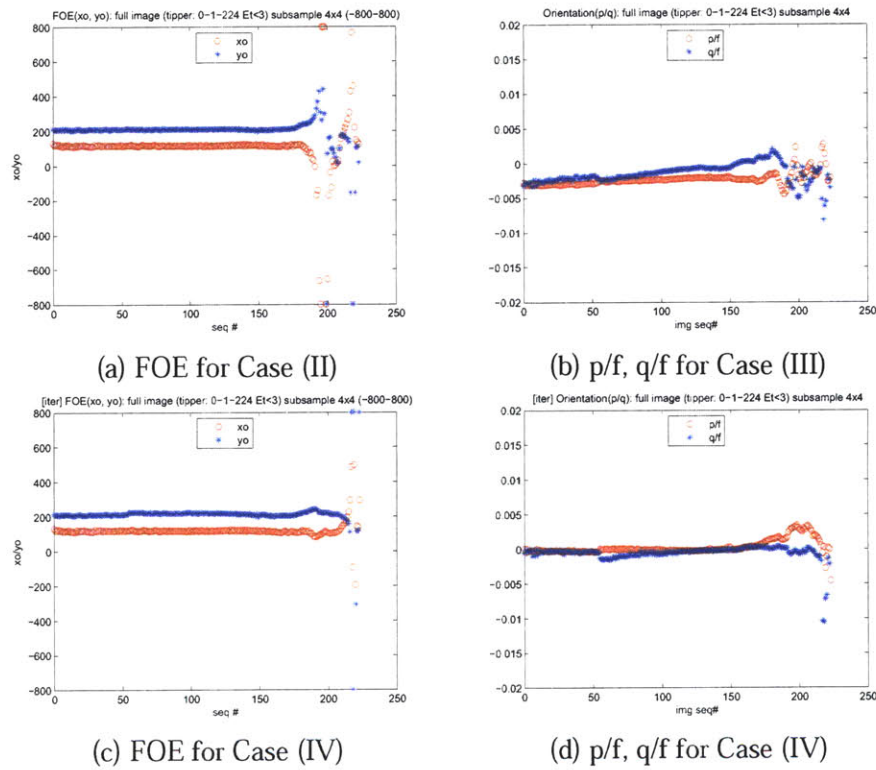 FOE(xo, yo): full image (tipper: 0−1−224 Et<3) subsample 4x4 (−800−800)
xo
yo
800
600
400
200
0
−200
−400
−600
−800
xo/yo
0 50 100 150 200 250
seq #
(a) FOE for Case (II)
Orientation(p/f): full image (tipper: 0−1−224 Et<3) subsample 4x4
p/f
q/f
0.02
0.015
0.01
0.005
0
−0.005
−0.01
−0.015
−0.02
0 50 100 150 200 250
img seq#
(b) p/f, q/f for Case (III)
[iter] FOE(xo, yo): full image (tipper: 0−1−224 Et<3) subsample 4x4 (−800−800)
xo
yo
800
600
400
200
0
−200
−400
−600
−800
xo/yo
0 50 100 150 200 250
seq #
(c) FOE for Case (IV)
[iter] Orientation(p/q): full image (tipper: 0−1−224 Et<3) subsample 4x4
p/f
q/f
0.02
0.015
0.01
0.005
0
−0.005
−0.01
−0.015
−0.02
0 50 100 150 200 250
img seq#
(d) p/f, q/f for Case (IV)